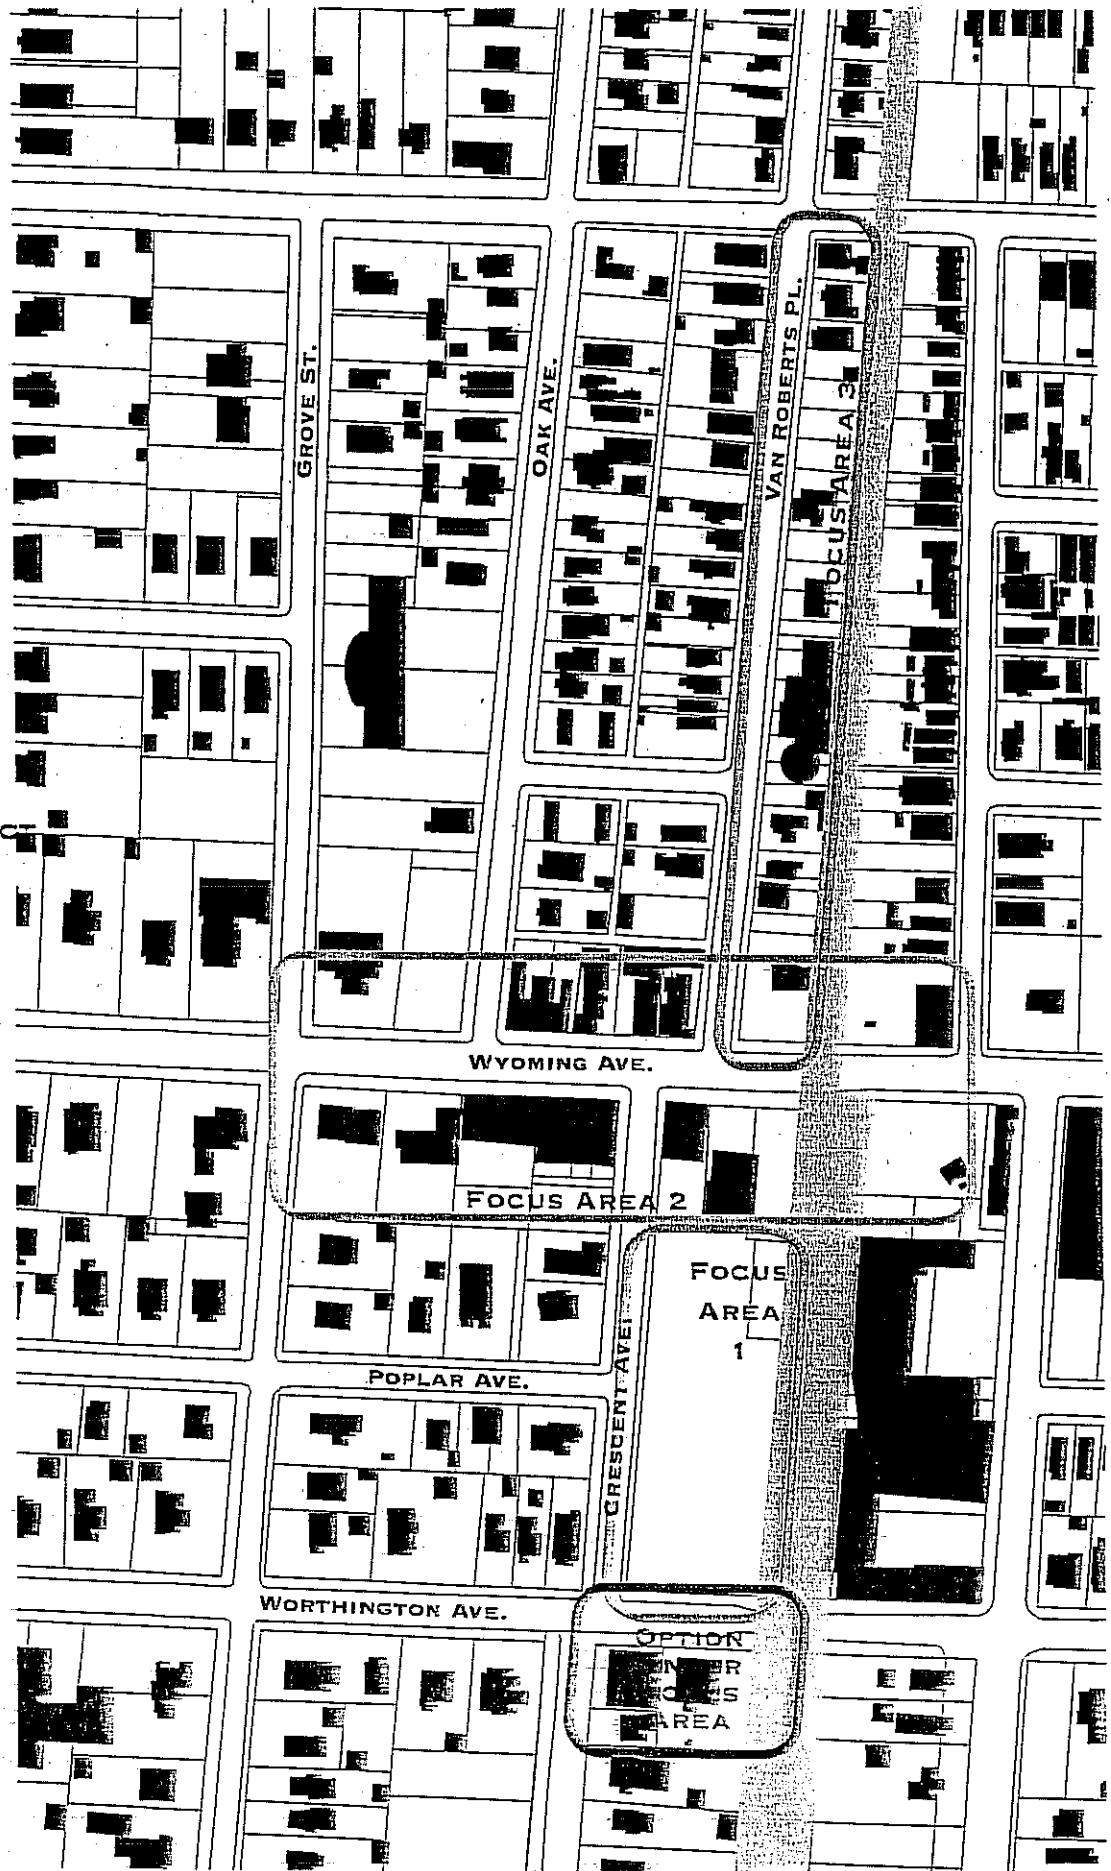 GROVE ST.
OAK AVE.
VAN ROBERTS PL.
FOCUS AREA 3
WYOMING AVE.
FOCUS AREA 2
FOCUS
AREA
1
CRESCENT AVE.
POPLAR AVE.
WORTHINGTON AVE.
OPTION
AREA